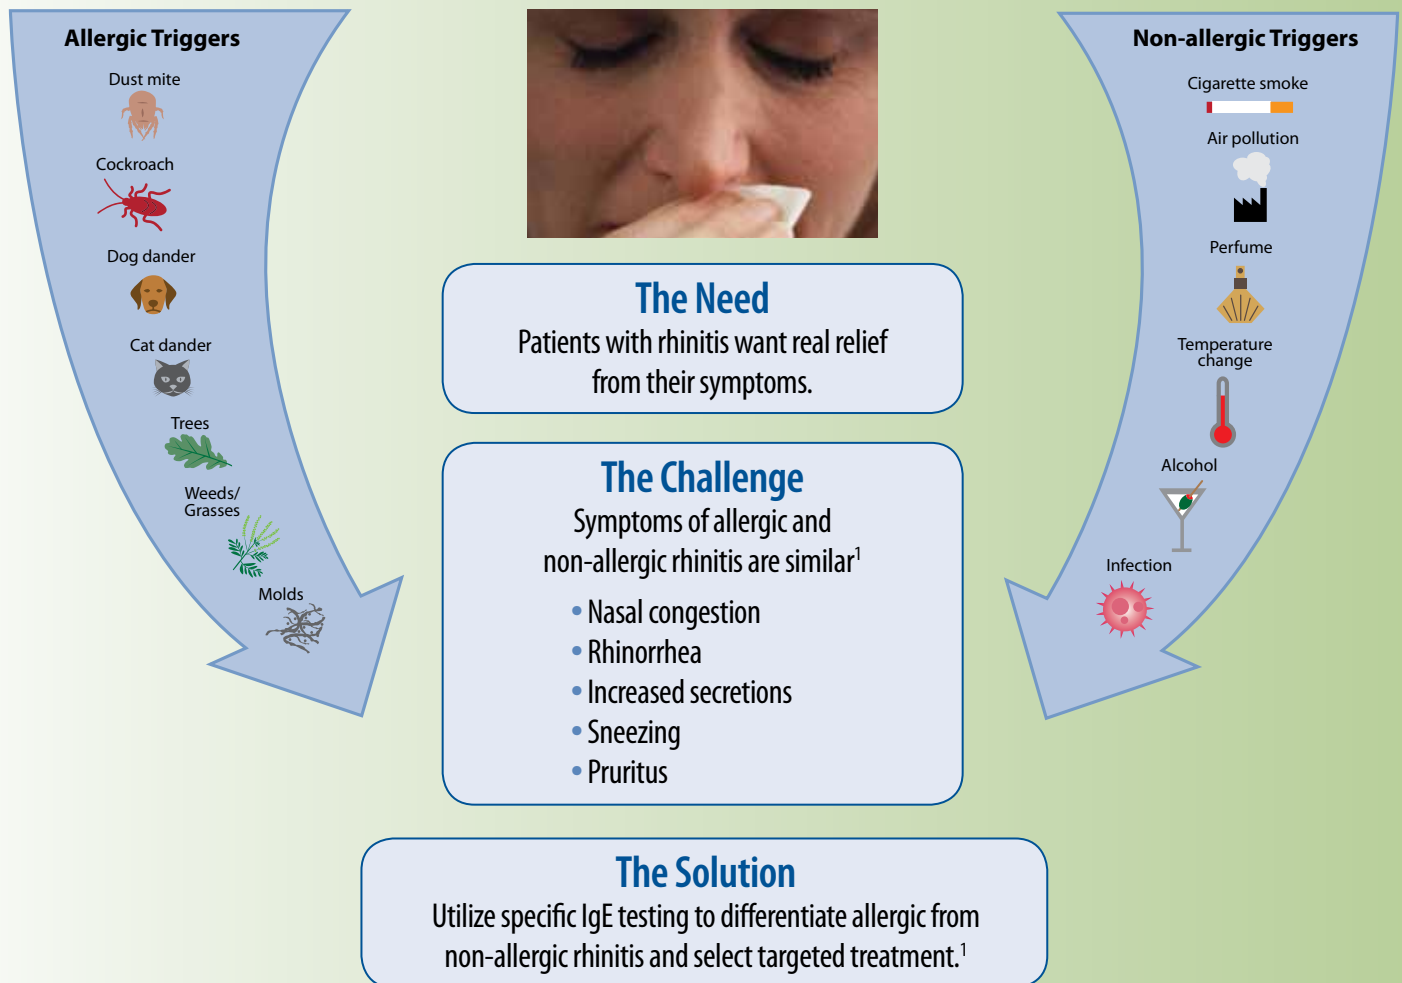 Allergic Triggers
Dust mite
Cockroach
Dog dander
Cat dander
Trees
Weeds/
Grasses
Molds
The Need
Patients with rhinitis want real relief
from their symptoms.
The Challenge
Symptoms of allergic and
non-allergic rhinitis are similar¹
• Nasal congestion
• Rhinorrhea
• Increased secretions
• Sneezing
• Pruritus
The Solution
Utilize specific IgE testing to differentiate allergic from
non-allergic rhinitis and select targeted treatment.¹
Non-allergic Triggers
Cigarette smoke
Air pollution
Perfume
Temperature
change
Alcohol
Infection